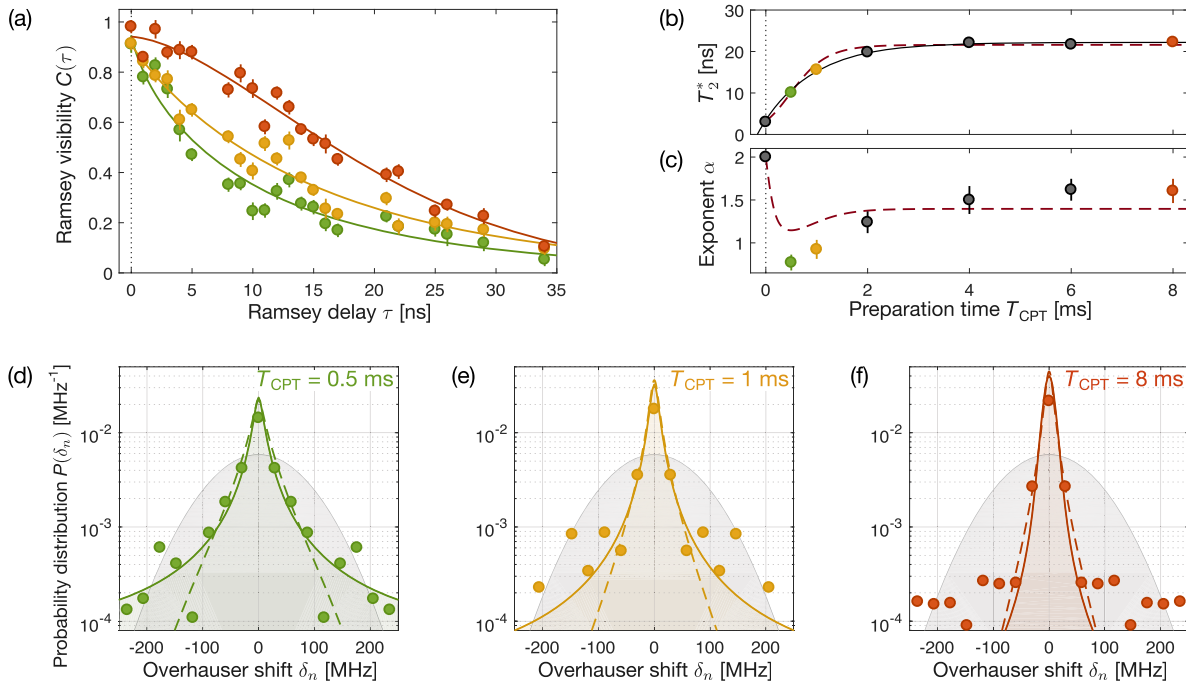 (a)
Ramsey visibility C(τ)
1
0.8
0.6
0.4
0.2
0
0 5 10 15 20 25 30 35
Ramsey delay τ [ns]
(b)
T₂* [ns]
30
20
10
0
(c)
Exponent α
2
1.5
1
0 2 4 6 8
Preparation time T_CPT [ms]
(d)
T_CPT = 0.5 ms
Probability distribution P(δₙ) [MHz⁻¹]
10⁻²
10⁻³
10⁻⁴
-200 -100 0 100 200
Overhauser shift δₙ [MHz]
(e)
T_CPT = 1 ms
10⁻²
10⁻³
10⁻⁴
-200 -100 0 100 200
Overhauser shift δₙ [MHz]
(f)
T_CPT = 8 ms
10⁻²
10⁻³
10⁻⁴
-200 -100 0 100 200
Overhauser shift δₙ [MHz]